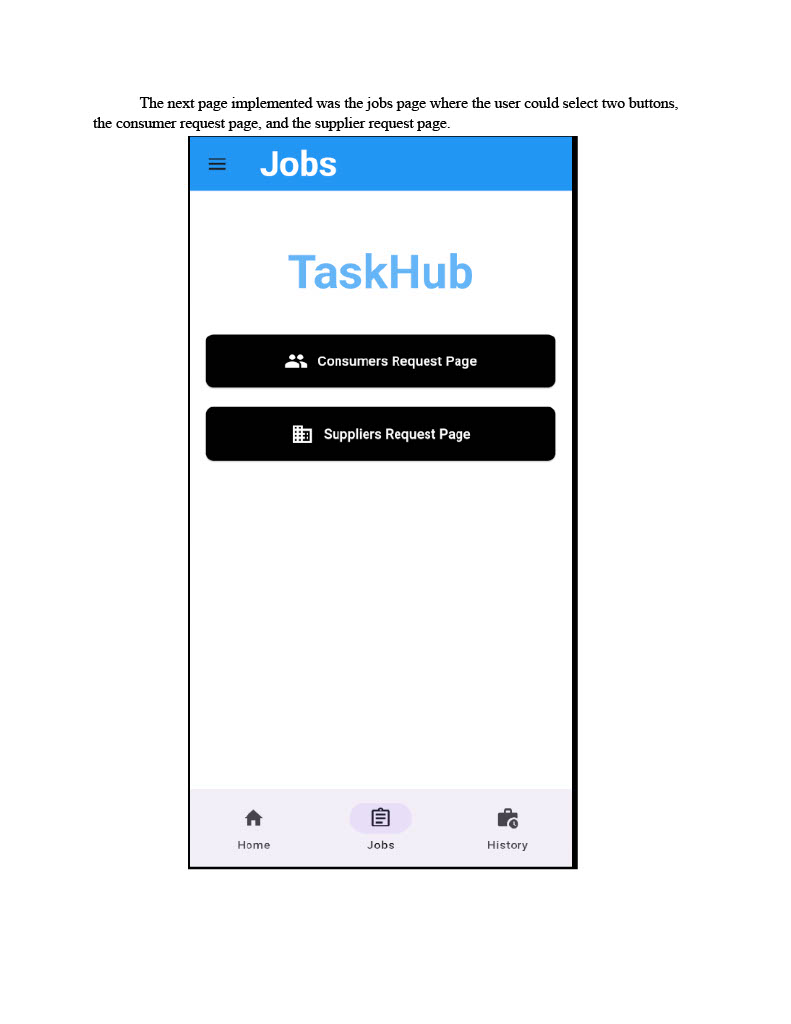 The next page implemented was the jobs page where the user could select two buttons,
the consumer request page, and the supplier request page.
Jobs
TaskHub
Consumers Request Page
Suppliers Request Page
Home Jobs History